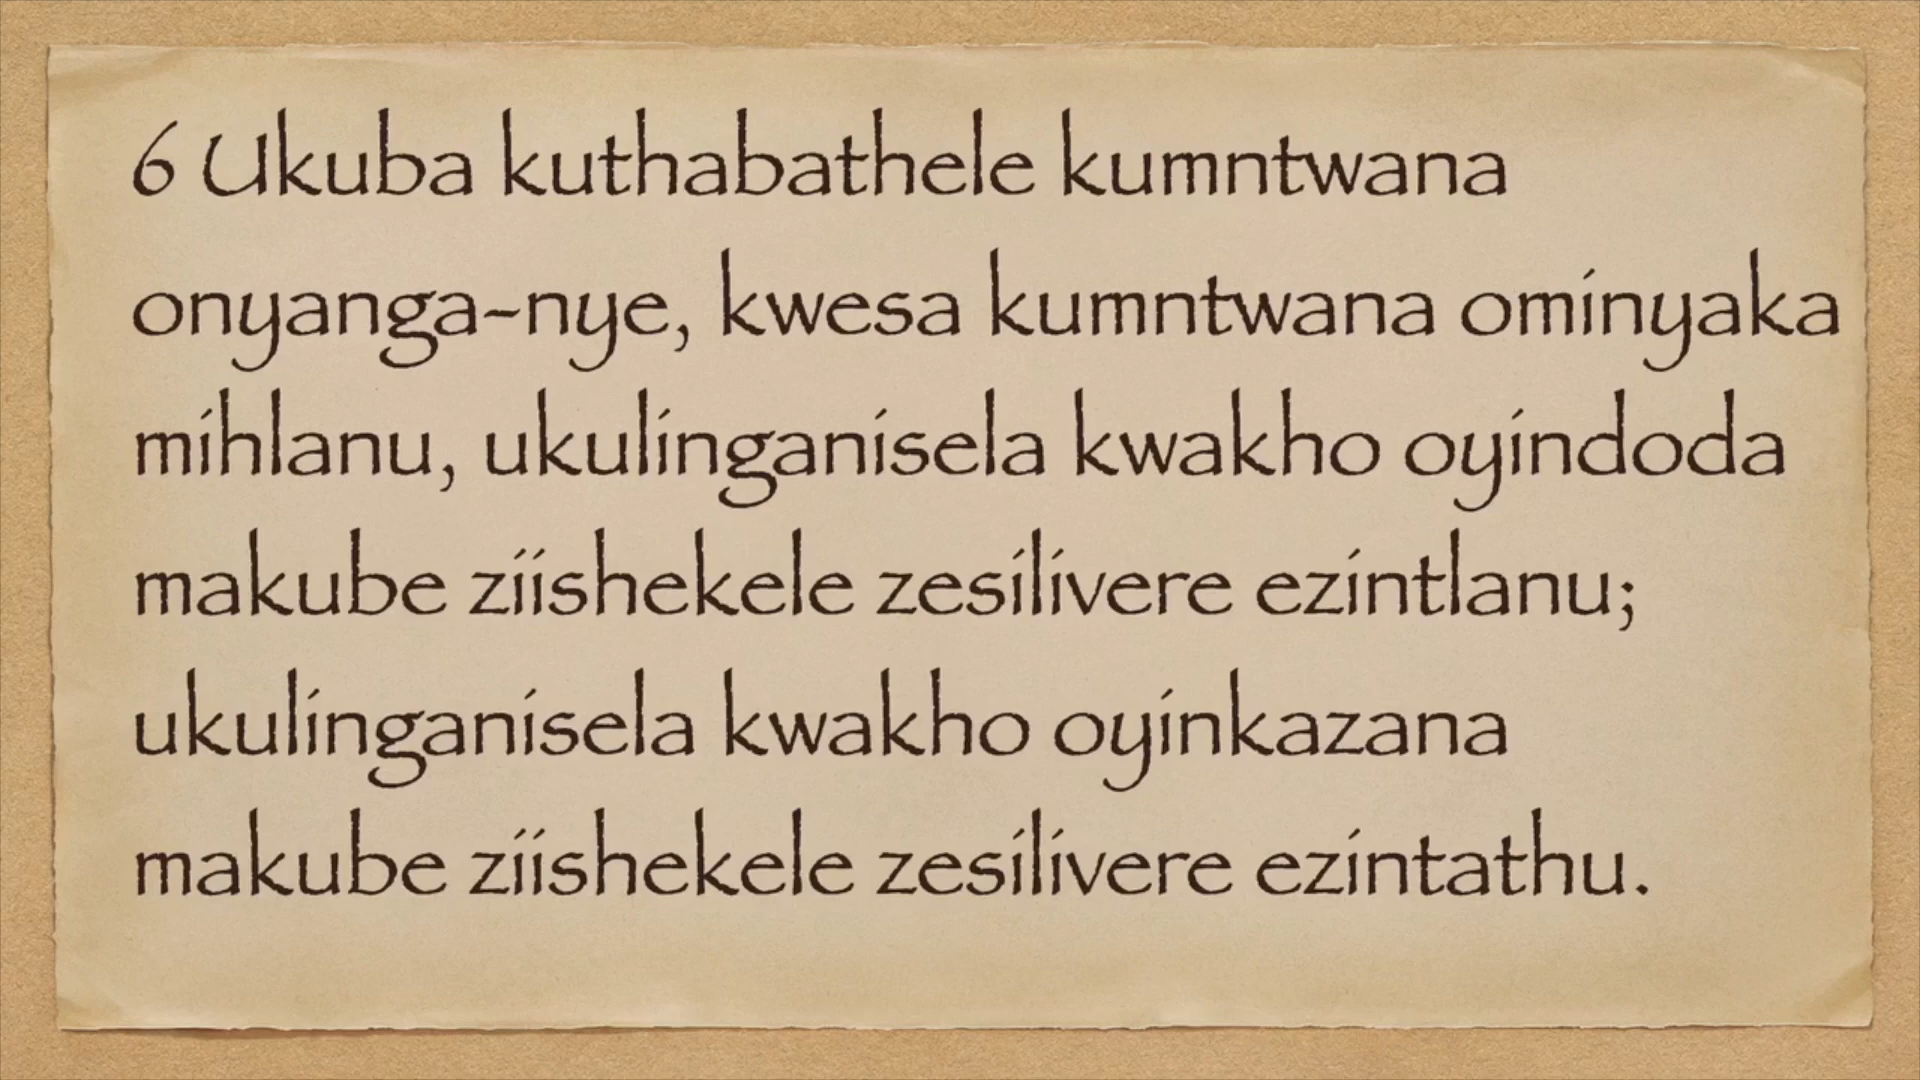 6 Ukuba kuthabathele kumntwana
onyanga-nye, kwesa kumntwana ominyaka
mihlanu, ukulinganisela kwakho oyindoda
makube ziishekele zesilivere ezintlanu;
ukulinganisela kwakho oyinkazana
makube ziishekele zesilivere ezintathu.